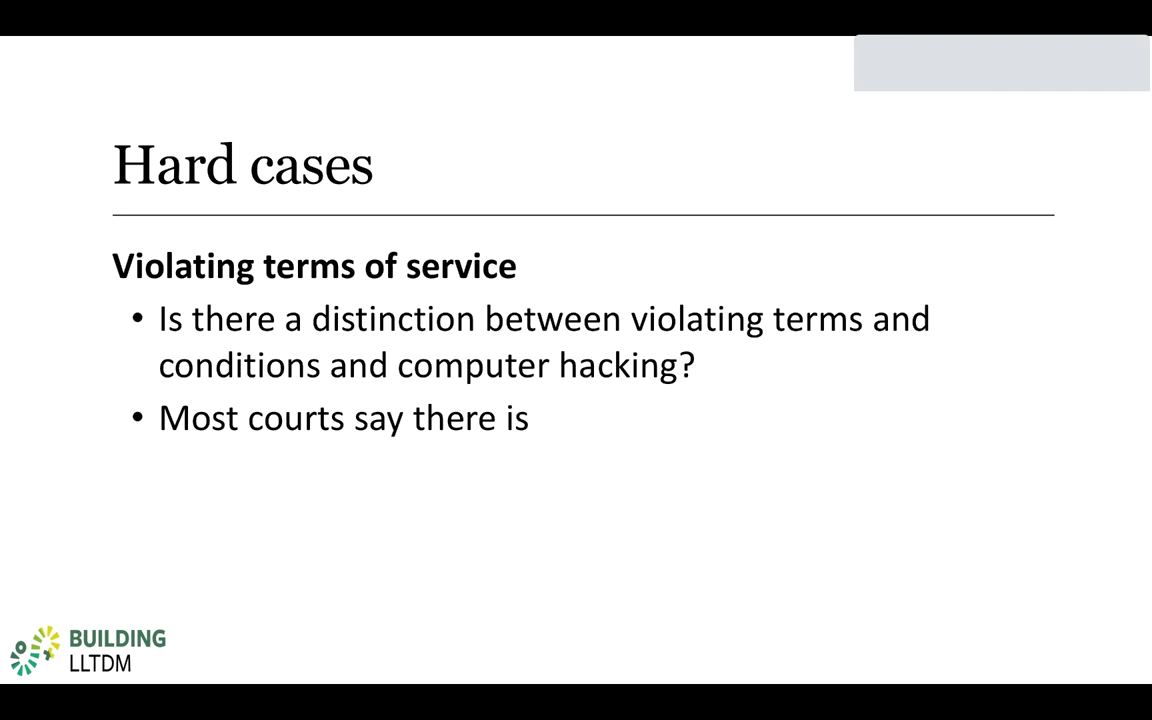 Hard cases
Violating terms of service
• Is there a distinction between violating terms and
conditions and computer hacking?
• Most courts say there is
BUILDING
LLTDM